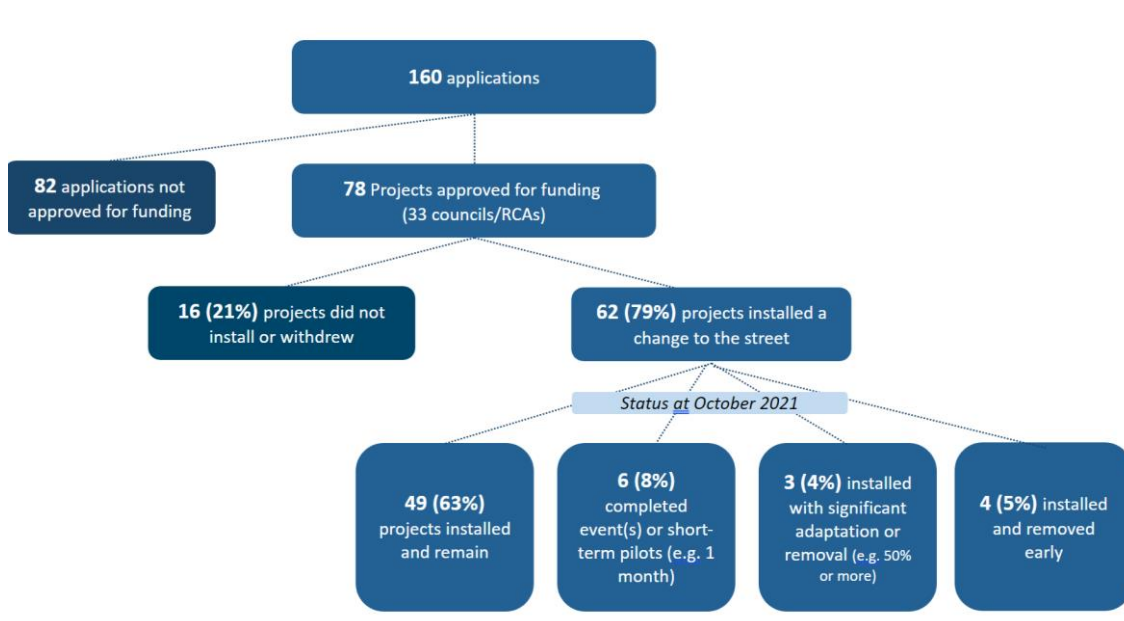 160 applications
82 applications not
approved for funding
78 Projects approved for funding
(33 councils/RCAs)
16 (21%) projects did not
install or withdrew
62 (79%) projects installed a
change to the street
Status at October 2021
49 (63%)
projects installed
and remain
6 (8%)
completed
event(s) or short-
term pilots (e.g. 1
month)
3 (4%) installed
with significant
adaptation or
removal (e.g. 50%
or more)
4 (5%) installed
and removed
early